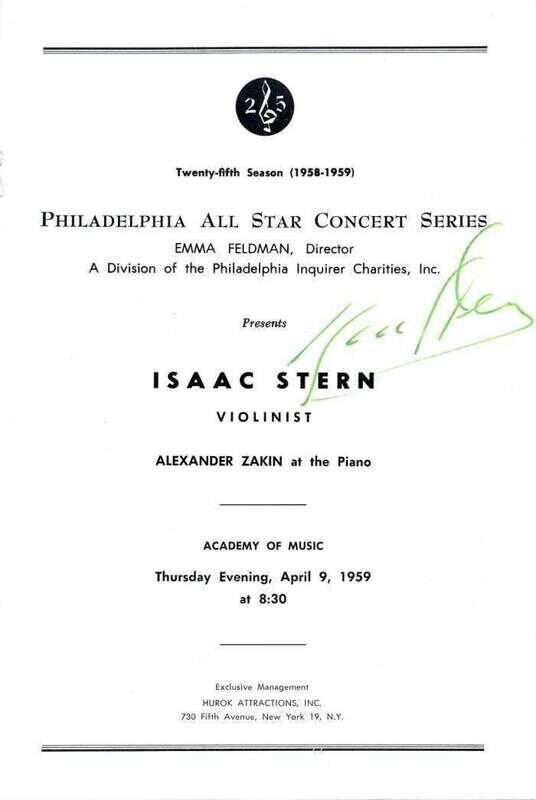 25
Twenty-fifth Season (1958-1959)
PHILADELPHIA ALL STAR CONCERT SERIES
EMMA FELDMAN, Director
A Division of the Philadelphia Inquirer Charities, Inc.
Isaac Stern
Presents
ISAAC STERN
VIOLINIST
ALEXANDER ZAKIN at the Piano
ACADEMY OF MUSIC
Thursday Evening, April 9, 1959
at 8:30
Exclusive Management
HUROK ATTRACTIONS, INC.
730 Fifth Avenue, New York 19, N.Y.